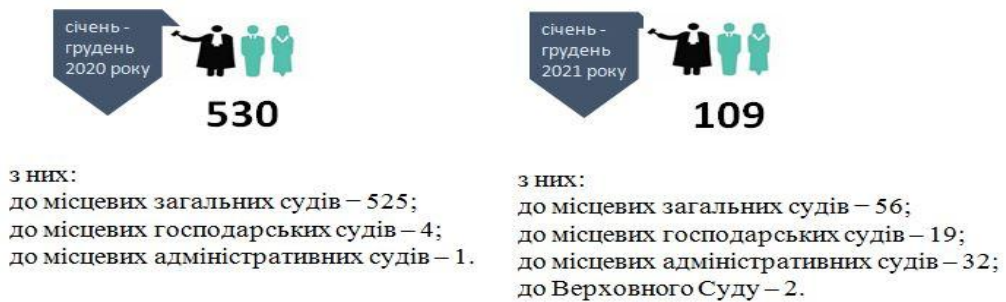 січень -
грудень
2020 року
530
з них:
до місцевих загальних судів – 525;
до місцевих господарських судів – 4;
до місцевих адміністративних судів – 1.
січень -
грудень
2021 року
109
з них:
до місцевих загальних судів – 56;
до місцевих господарських судів – 19;
до місцевих адміністративних судів – 32;
до Верховного Суду – 2.